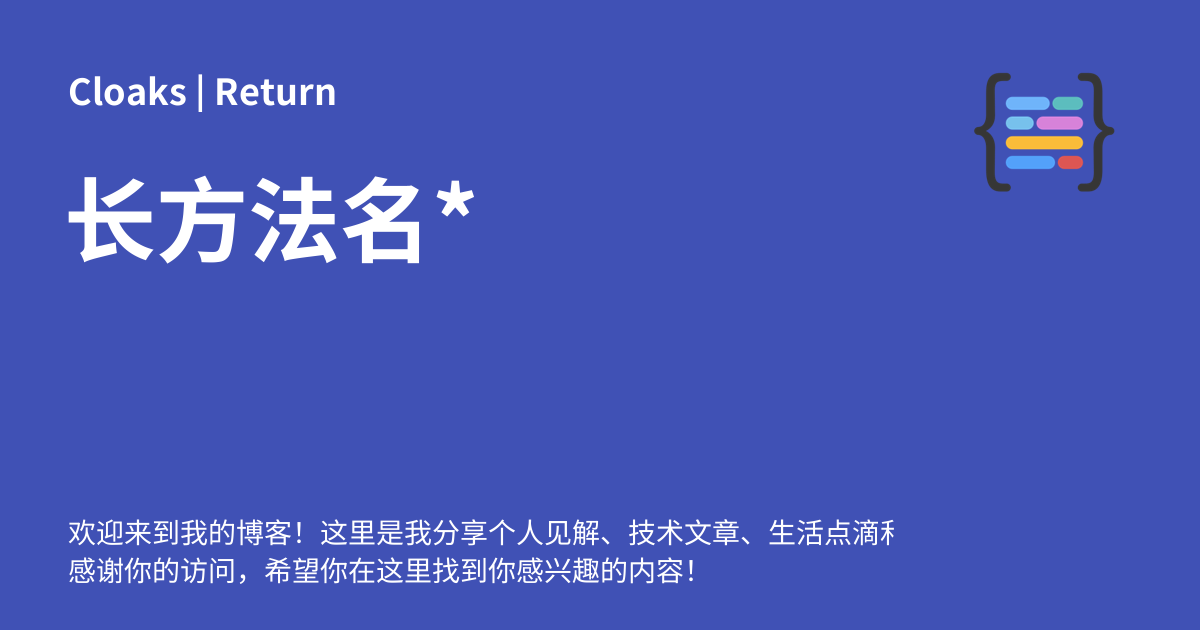 Cloaks | Return
长方法名*
欢迎来到我的博客！这里是我分享个人见解、技术文章、生活点滴
感谢你的访问，希望你在这里找到你感兴趣的内容！